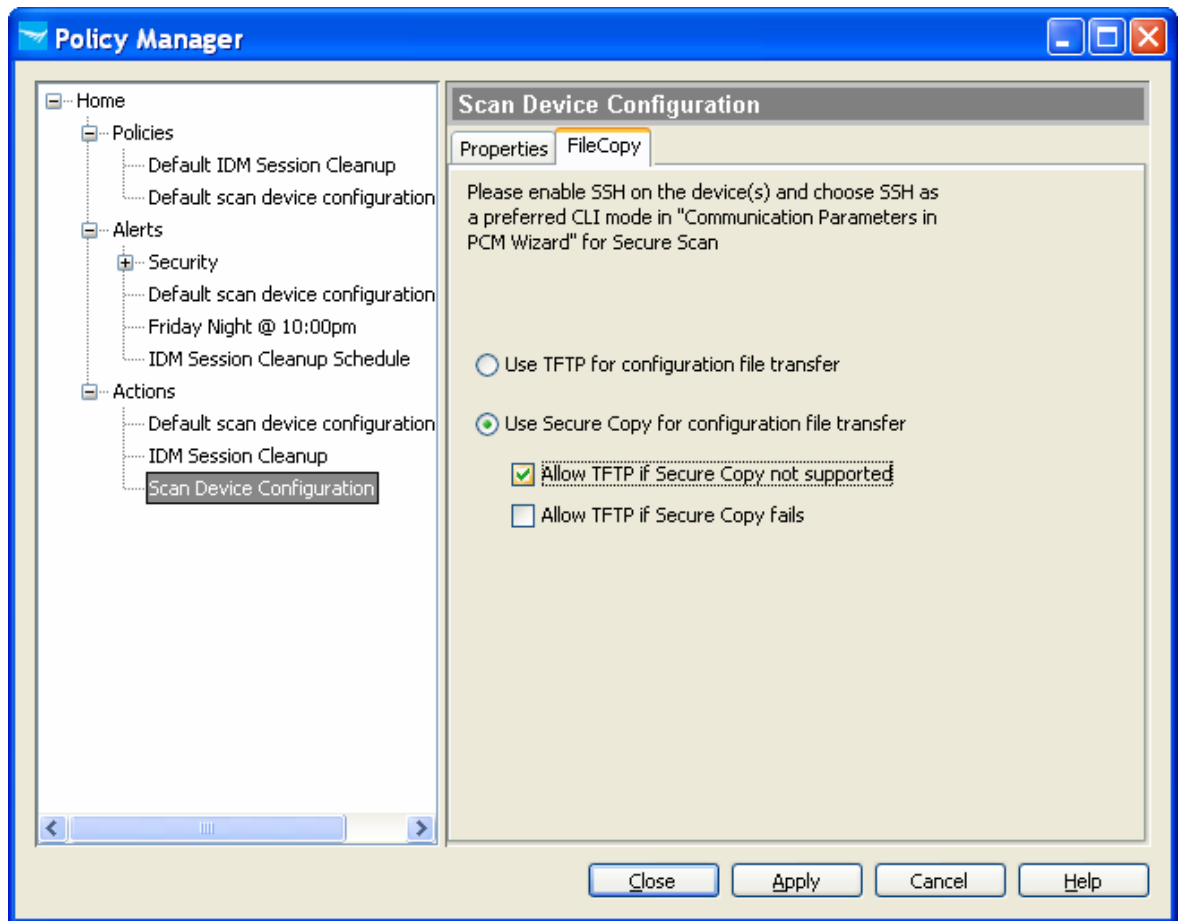 Policy Manager
Home
Policies
Default IDM Session Cleanup
Default scan device configuration
Alerts
Security
Default scan device configuration
Friday Night @ 10:00pm
IDM Session Cleanup Schedule
Actions
Default scan device configuration
IDM Session Cleanup
Scan Device Configuration
Scan Device Configuration
Properties FileCopy
Please enable SSH on the device(s) and choose SSH as
a preferred CLI mode in "Communication Parameters in
PCM Wizard" for Secure Scan
Use TFTP for configuration file transfer
Use Secure Copy for configuration file transfer
Allow TFTP if Secure Copy not supported
Allow TFTP if Secure Copy fails
Close Apply Cancel Help